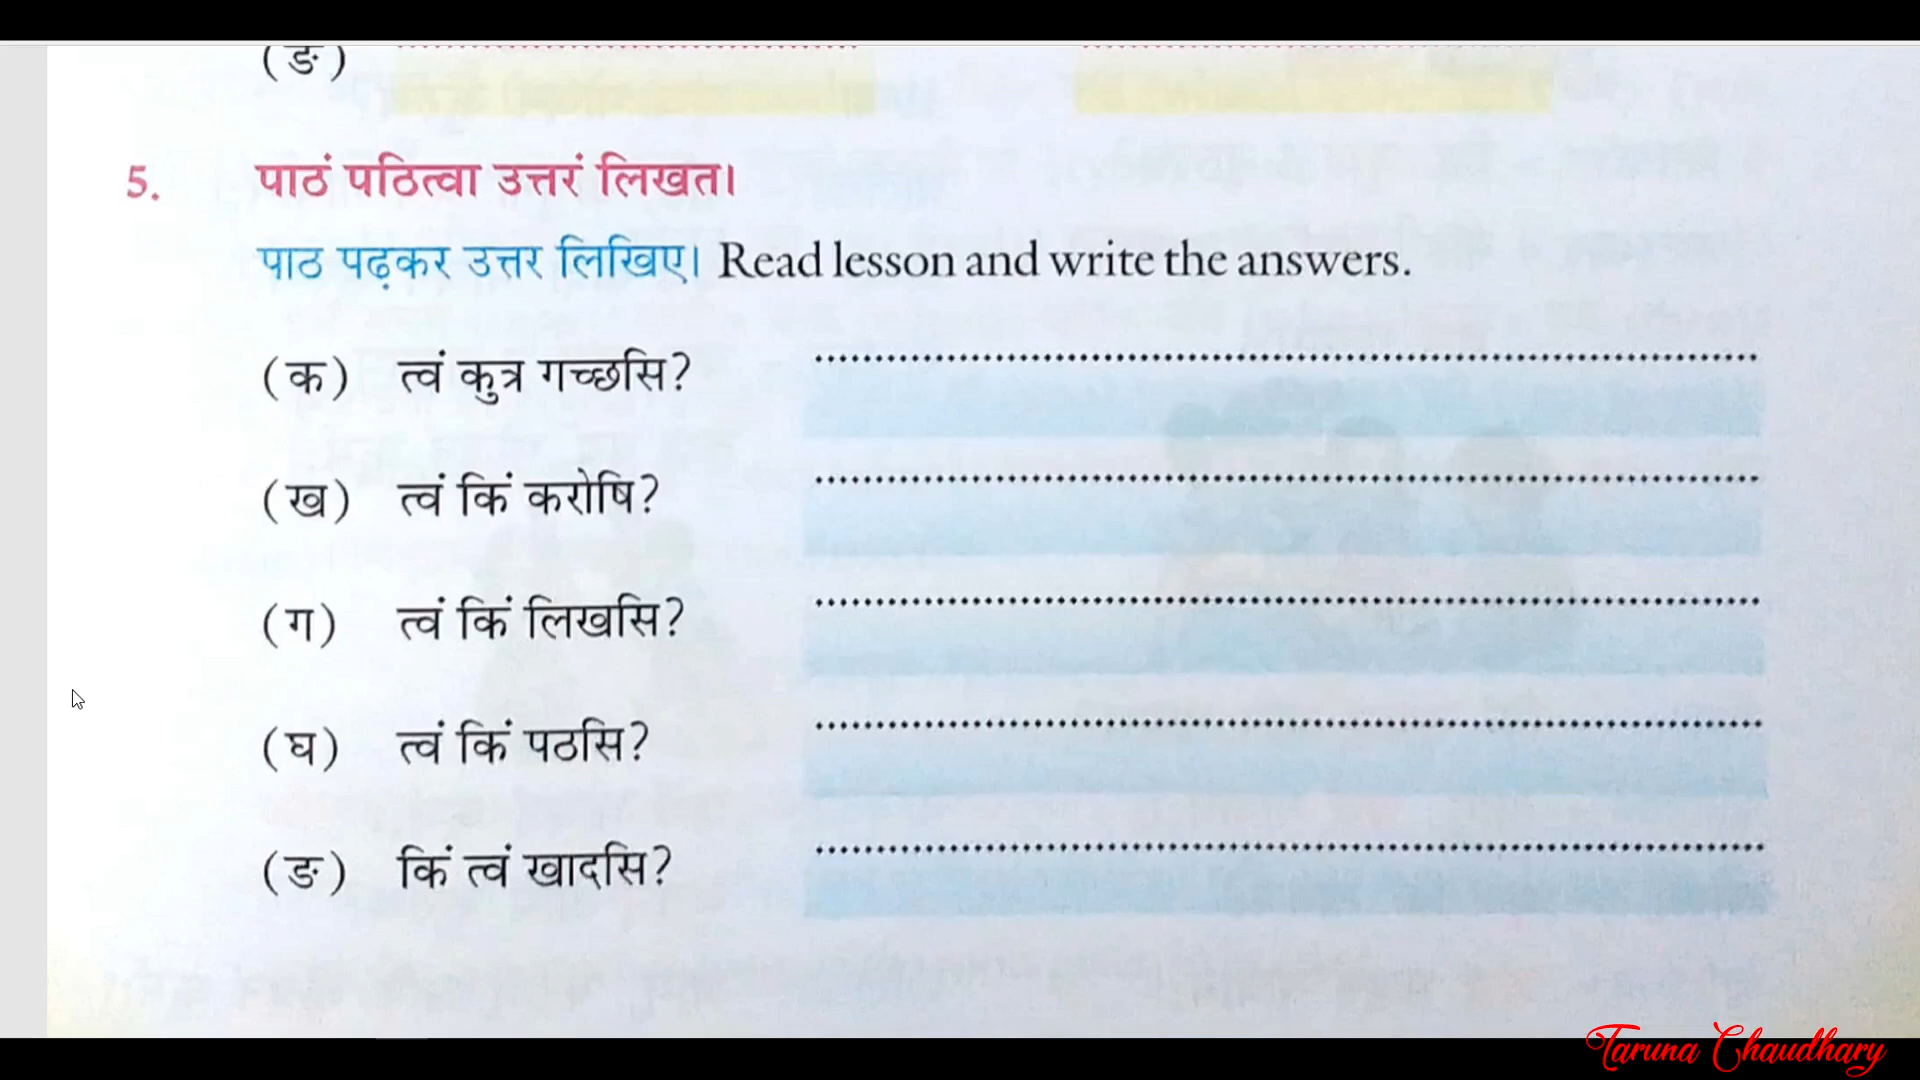 (ङ)
5. पाठं पठित्वा उत्तरं लिखत।
पाठ पढ़कर उत्तर लिखिए। Read lesson and write the answers.
(क) त्वं कुत्र गच्छसि?
(ख) त्वं किं करोषि?
(ग) त्वं किं लिखसि?
(घ) त्वं किं पठसि?
(ङ) किं त्वं खादसि?
Taruna Chaudhary